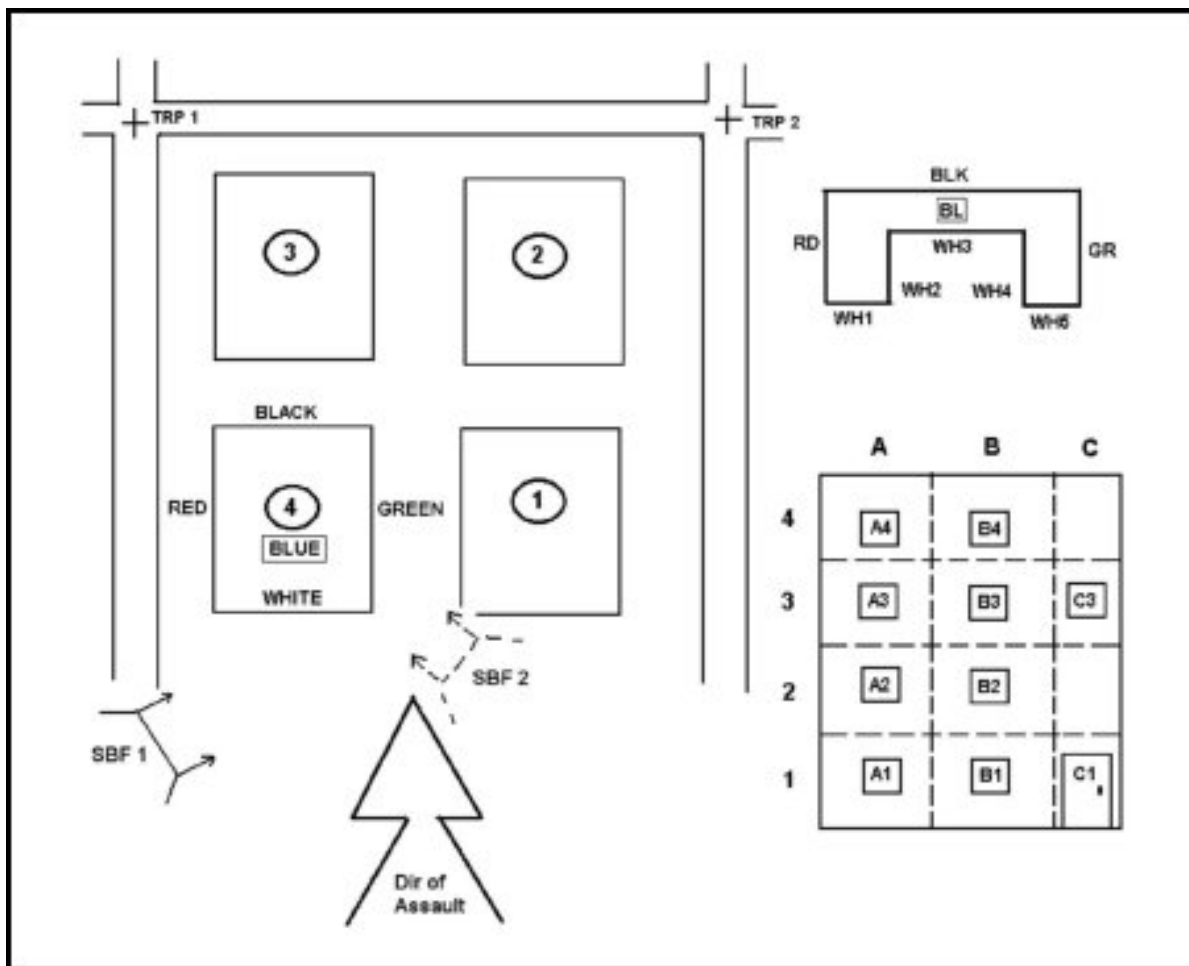 TRP 1
TRP 2
3
2
BLACK
RED
4
GREEN
BLUE
WHITE
1
SBF 1
SBF 2
Dir of
Assault
BLK
BL
RD
GR
WH3
WH2
WH4
WH1
WH5
A B C
4 A4 B4
3 A3 B3 C3
2 A2 B2
1 A1 B1 C1